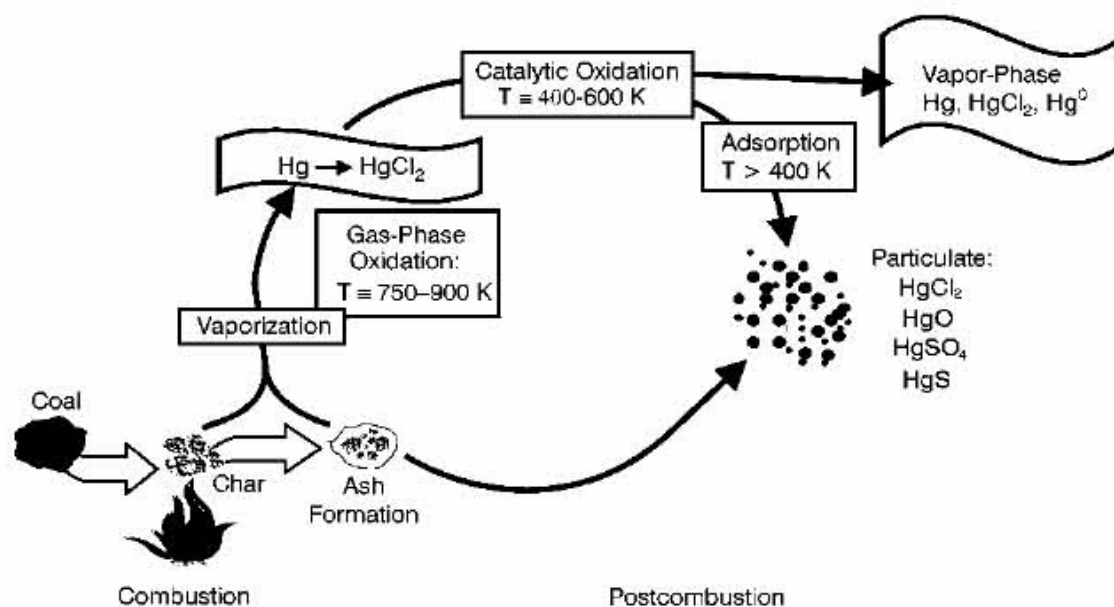 Catalytic Oxidation
T ≡ 400-600 K
Vapor-Phase
Hg, HgCl₂, Hg⁰
Adsorption
T > 400 K
Hg → HgCl₂
Gas-Phase
Oxidation:
T ≡ 750–900 K
Vaporization
Particulate:
HgCl₂
HgO
HgSO₄
HgS
Coal
Char
Ash
Formation
Combustion
Postcombustion